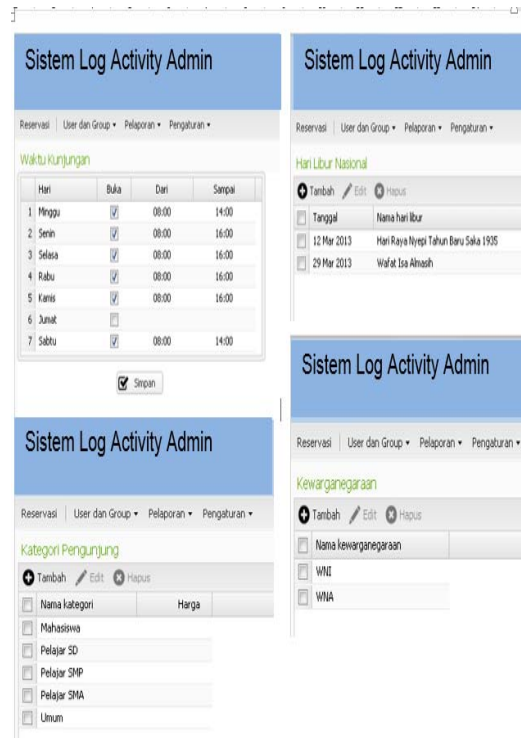 Sistem Log Activity Admin
Reservasi User dan Group Pelaporan Pengaturan
Waktu Kunjungan
Hari Buka Dari Sampai
1 Minggu 08:00 14:00
2 Senin 08:00 16:00
3 Selasa 08:00 16:00
4 Rabu 08:00 16:00
5 Kamis 08:00 16:00
6 Jumat
7 Sabtu 08:00 14:00
Simpan
Sistem Log Activity Admin
Reservasi User dan Group Pelaporan Pengaturan
Hari Libur Nasional
Tambah Edit Hapus
Tanggal Nama hari libur
12 Mar 2013 Hari Raya Nyepi Tahun Baru Saka 1935
29 Mar 2013 Wafat Isa Almasih
Sistem Log Activity Admin
Reservasi User dan Group Pelaporan Pengaturan
Kategori Pengunjung
Tambah Edit Hapus
Nama kategori Harga
Mahasiswa
Pelajar SD
Pelajar SMP
Pelajar SMA
Umum
Sistem Log Activity Admin
Reservasi User dan Group Pelaporan Pengaturan
Kewarganegaraan
Tambah Edit Hapus
Nama kewarganegaraan
WNI
WNA